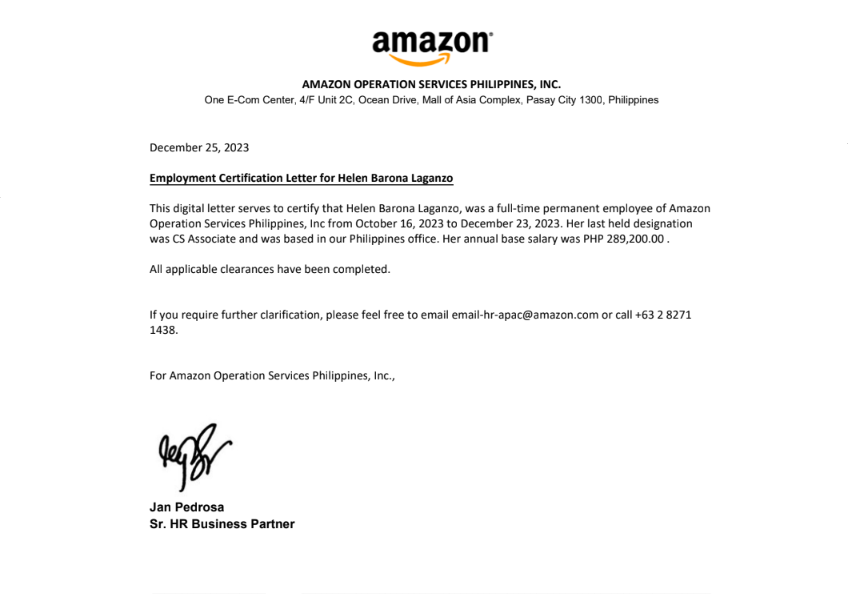 amazon
AMAZON OPERATION SERVICES PHILIPPINES, INC.
One E-Com Center, 4/F Unit 2C, Ocean Drive, Mall of Asia Complex, Pasay City 1300, Philippines
December 25, 2023
Employment Certification Letter for Helen Barona Laganzo
This digital letter serves to certify that Helen Barona Laganzo, was a full-time permanent employee of Amazon
Operation Services Philippines, Inc from October 16, 2023 to December 23, 2023. Her last held designation
was CS Associate and was based in our Philippines office. Her annual base salary was PHP 289,200.00 .
All applicable clearances have been completed.
If you require further clarification, please feel free to email email-hr-apac@amazon.com or call +63 2 8271
1438.
For Amazon Operation Services Philippines, Inc.,
Jan Pedrosa
Sr. HR Business Partner